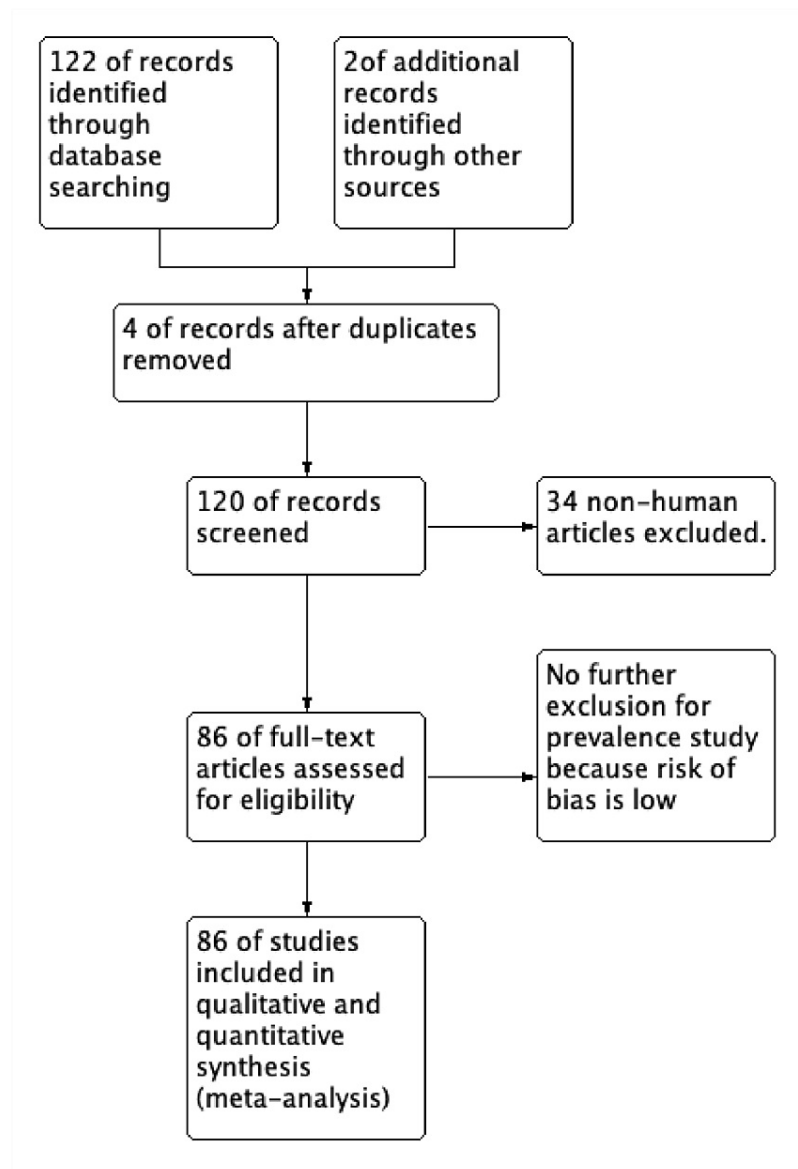 122 of records
identified
through
database
searching
2of additional
records
identified
through other
sources
4 of records after duplicates
removed
120 of records
screened
34 non-human
articles excluded.
No further
exclusion for
prevalence study
because risk of
bias is low
86 of full-text
articles assessed
for eligibility
86 of studies
included in
qualitative and
quantitative
synthesis
(meta-analysis)